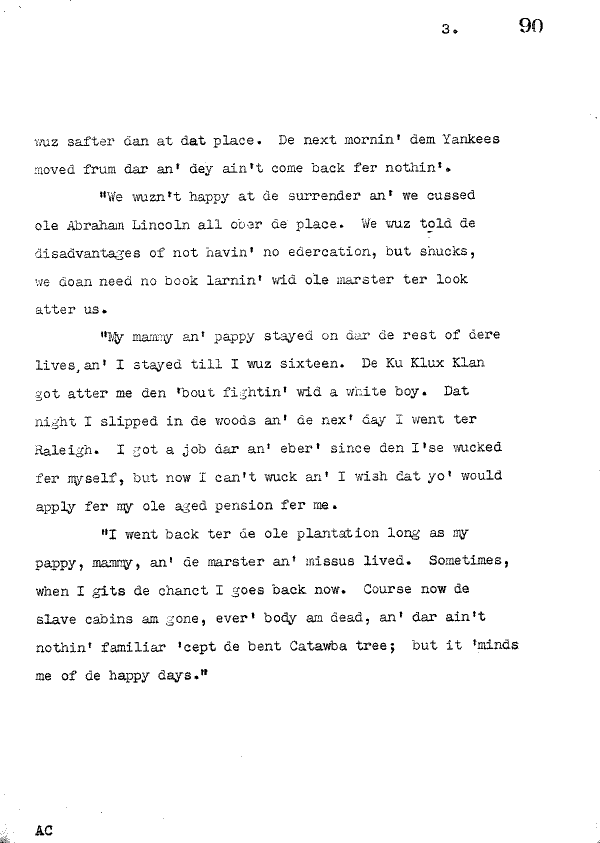 3. 90
wuz safter dan at dat place. De next mornin' dem Yankees
moved frum dar an' dey ain't come back fer nothin'.
"We wuzn't happy at de surrender an' we cussed
ole Abraham Lincoln all ober de place. We wuz told de
disadvantages of not havin' no edercation, but shucks,
we doan need no book larnin' wid ole marster ter look
atter us.
"My mammy an' pappy stayed on dar de rest of dere
lives, an' I stayed till I wuz sixteen. De Ku Klux Klan
got atter me den 'bout fightin' wid a white boy. Dat
night I slipped in de woods an' de nex' day I went ter
Raleigh. I got a job dar an' eber' since den I'se wucked
fer myself, but now I can't wuck an' I wish dat yo' would
apply fer my ole aged pension fer me.
"I went back ter de ole plantation long as my
pappy, mammy, an' de marster an' missus lived. Sometimes,
when I gits de chanct I goes back now. Course now de
slave cabins am gone, ever' body am dead, an' dar ain't
nothin' familiar 'cept de bent Catawba tree; but it 'minds
me of de happy days."
AC